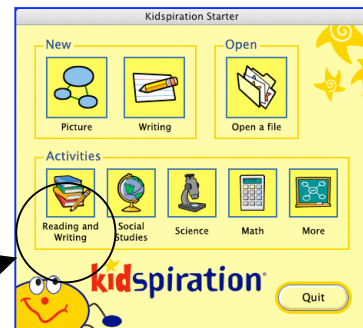 Kidspiration Starter
New
Open
Picture
Writing
Open a file
Activities
Reading and
Writing
Social
Studies
Science
Math
More
kidspiration
Quit